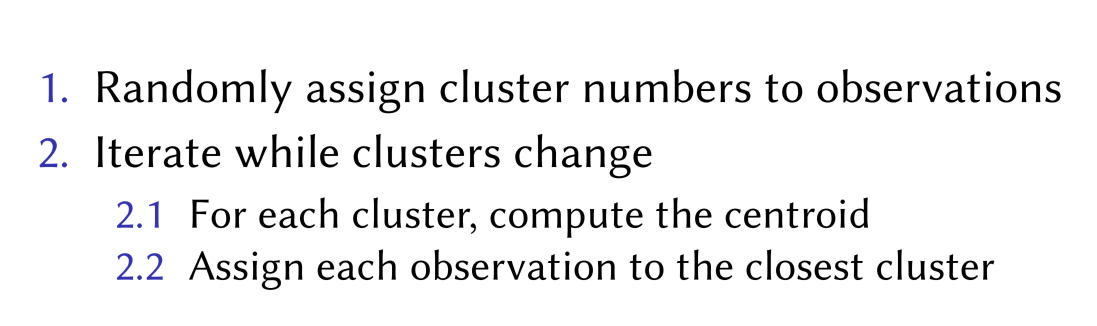 1. Randomly assign cluster numbers to observations
2. Iterate while clusters change
2.1 For each cluster, compute the centroid
2.2 Assign each observation to the closest cluster